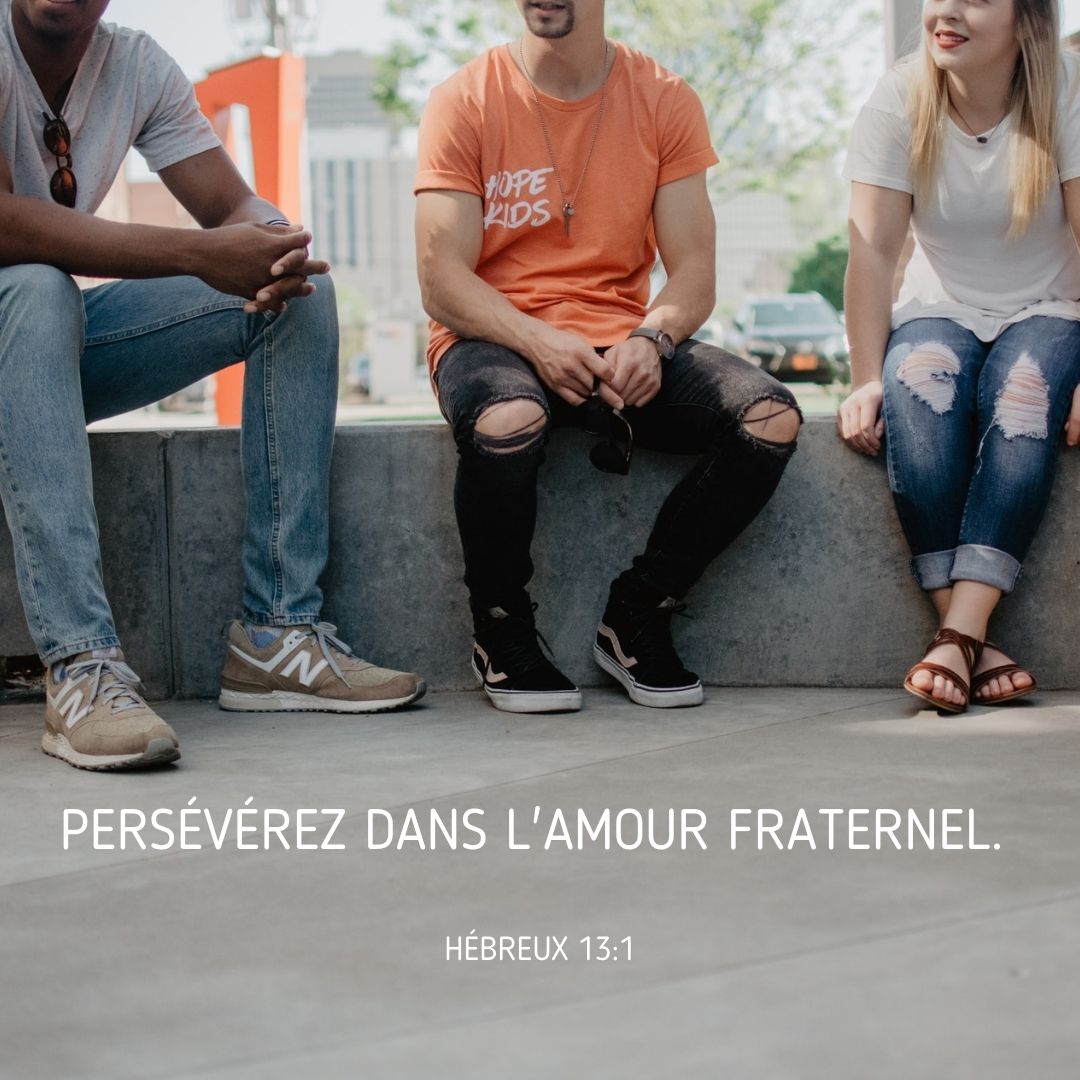 HOPE
KIDS
N
N
PERSÉVÉREZ DANS L'AMOUR FRATERNEL.
HÉBREUX 13:1